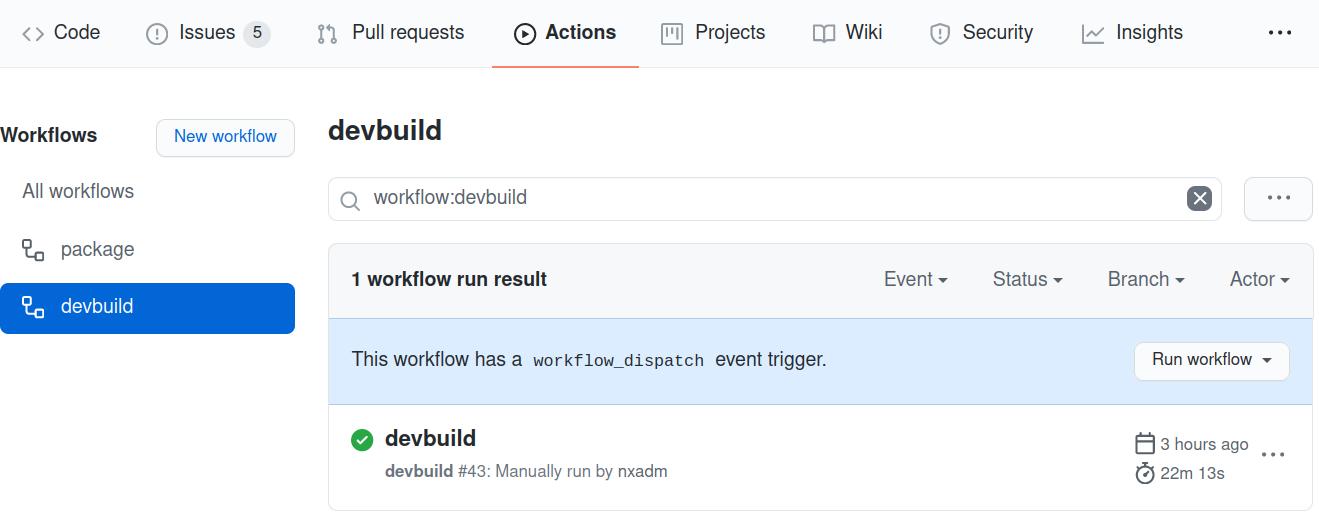 Code Issues 5 Pull requests Actions Projects Wiki Security Insights
Workflows
New workflow
All workflows
package
devbuild
devbuild
workflow:devbuild
1 workflow run result Event Status Branch Actor
This workflow has a workflow_dispatch event trigger. Run workflow
devbuild
3 hours ago
devbuild #43: Manually run by nxadm
22m 13s